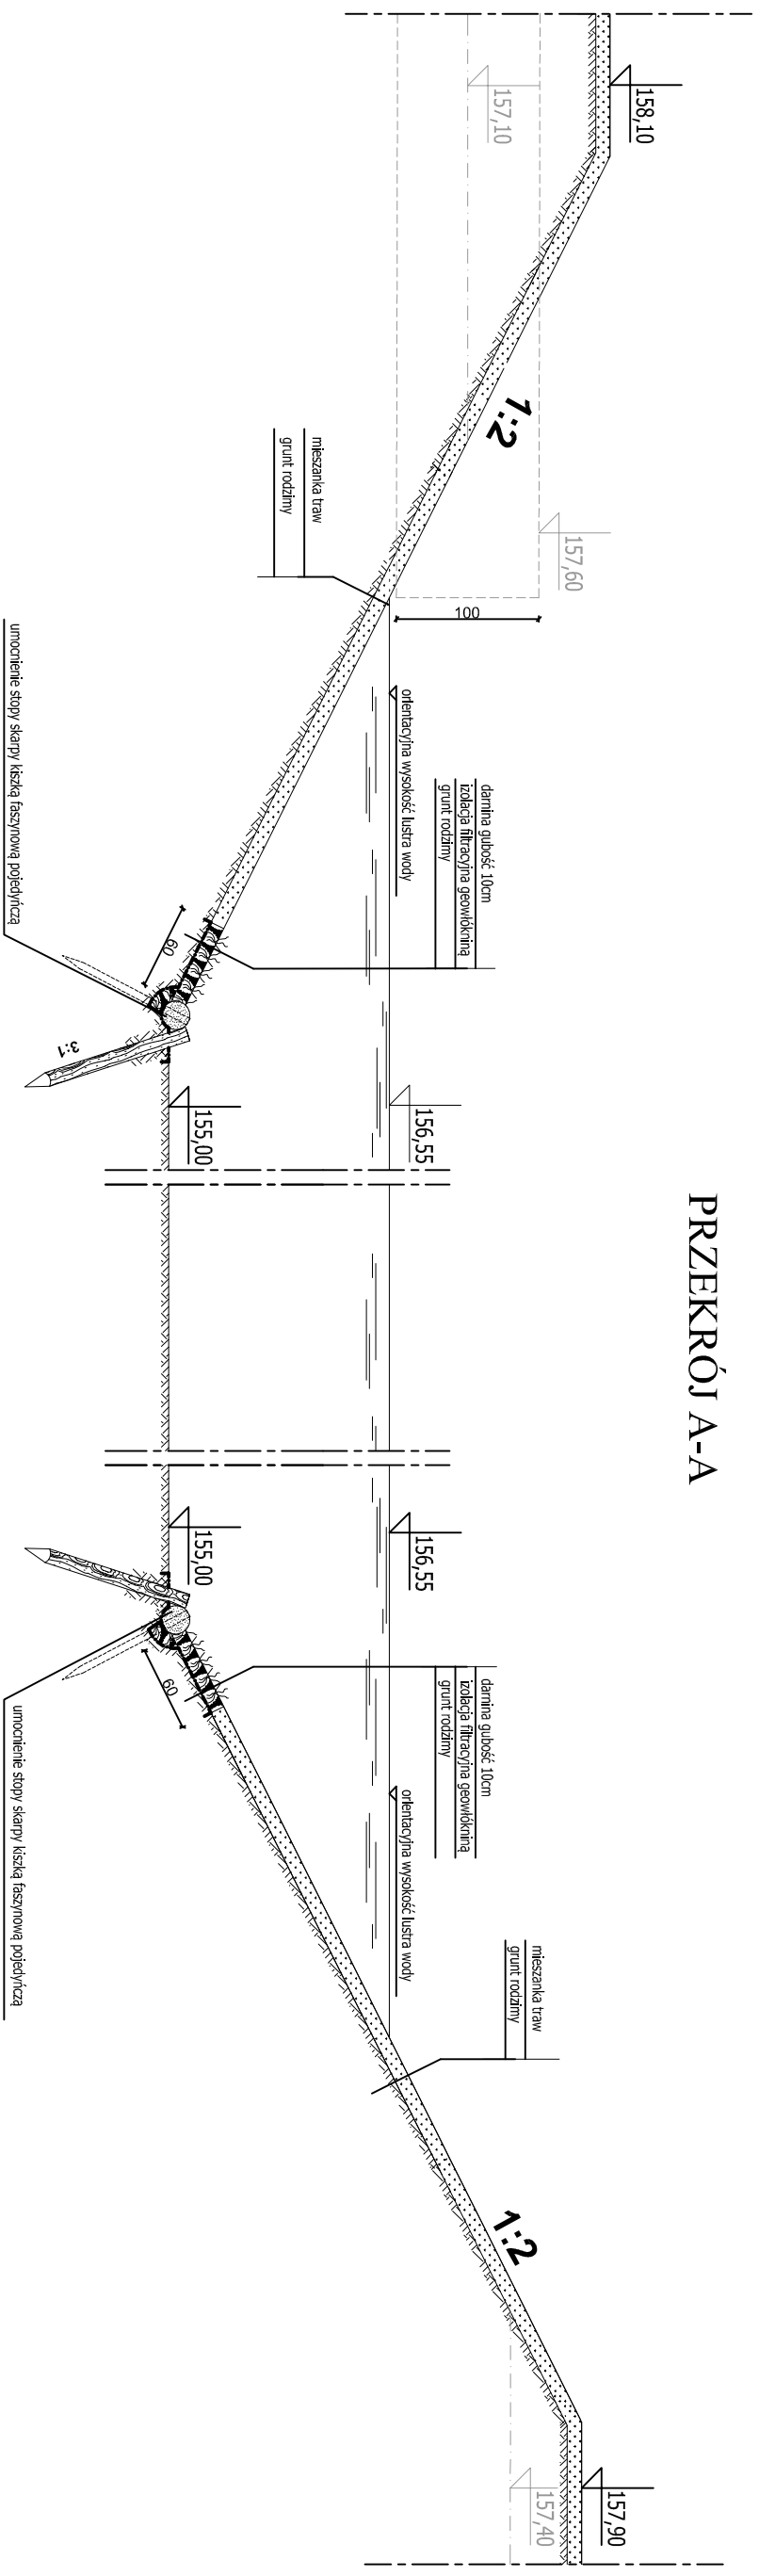 PRZEKRÓJ A-A
158,10
157,10
157,60
100
1:2
mieszanka traw
grunt rodzimy
orientacyjna wysokość lustra wody
darnina gubość 10cm
izolacja filtracyjna geowłókniną
grunt rodzimy
60
3:1
umocnienie stopy skarpy kiszką faszynową pojedyńczą
156,55
155,00
156,55
155,00
darnina gubość 10cm
izolacja filtracyjna geowłókniną
grunt rodzimy
60
umocnienie stopy skarpy kiszką faszynową pojedyńczą
orientacyjna wysokość lustra wody
mieszanka traw
grunt rodzimy
1:2
157,90
157,40